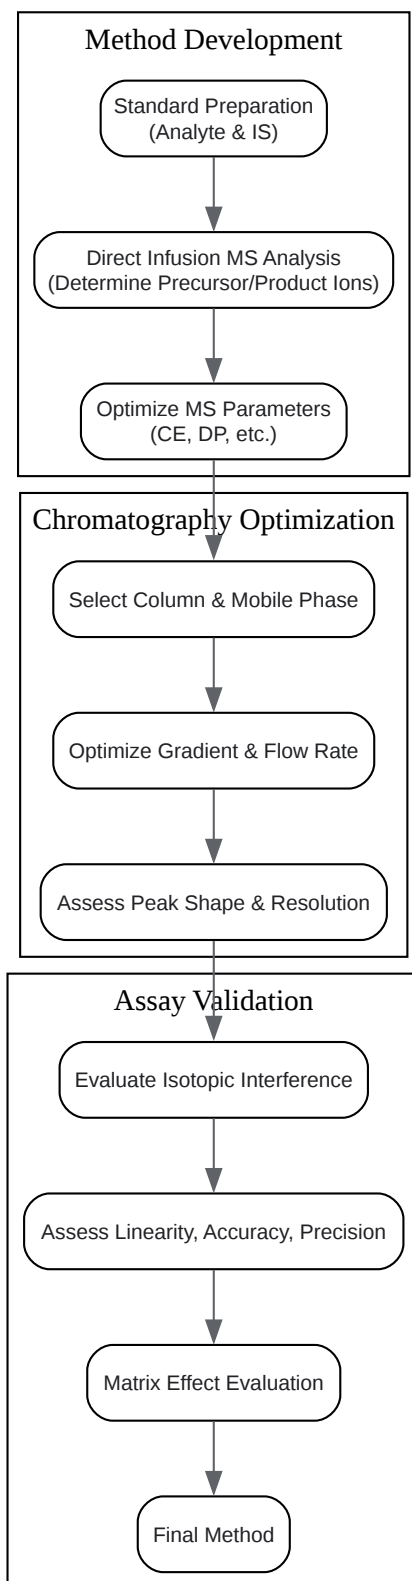 Method Development
Standard Preparation
(Analyte & IS)
Direct Infusion MS Analysis
(Determine Precursor/Product Ions)
Optimize MS Parameters
(CE, DP, etc.)
Chromatography Optimization
Select Column & Mobile Phase
Optimize Gradient & Flow Rate
Assess Peak Shape & Resolution
Assay Validation
Evaluate Isotopic Interference
Assess Linearity, Accuracy, Precision
Matrix Effect Evaluation
Final Method